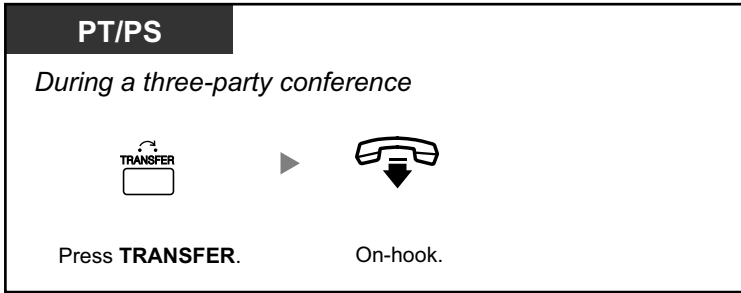 PT/PS
During a three-party conference
TRANSFER
Press TRANSFER.
On-hook.